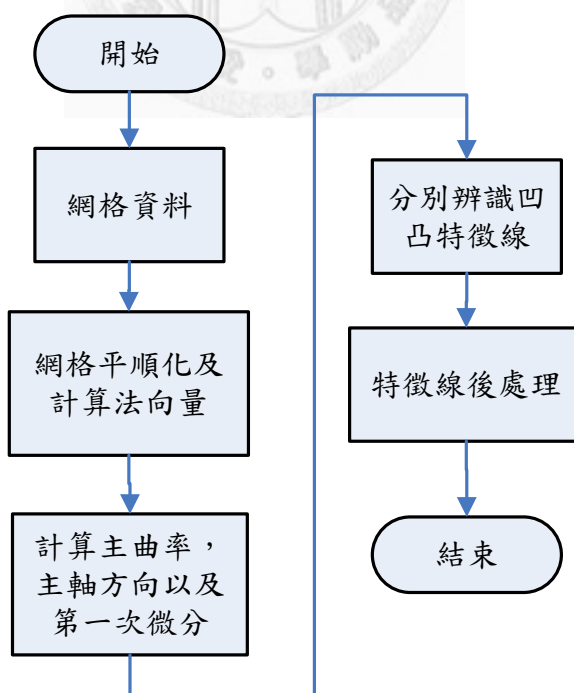 開始
網格資料
網格平順化及
計算法向量
計算主曲率，
主軸方向以及
第一次微分
分別辨識凹
凸特徵線
特徵線後處理
結束